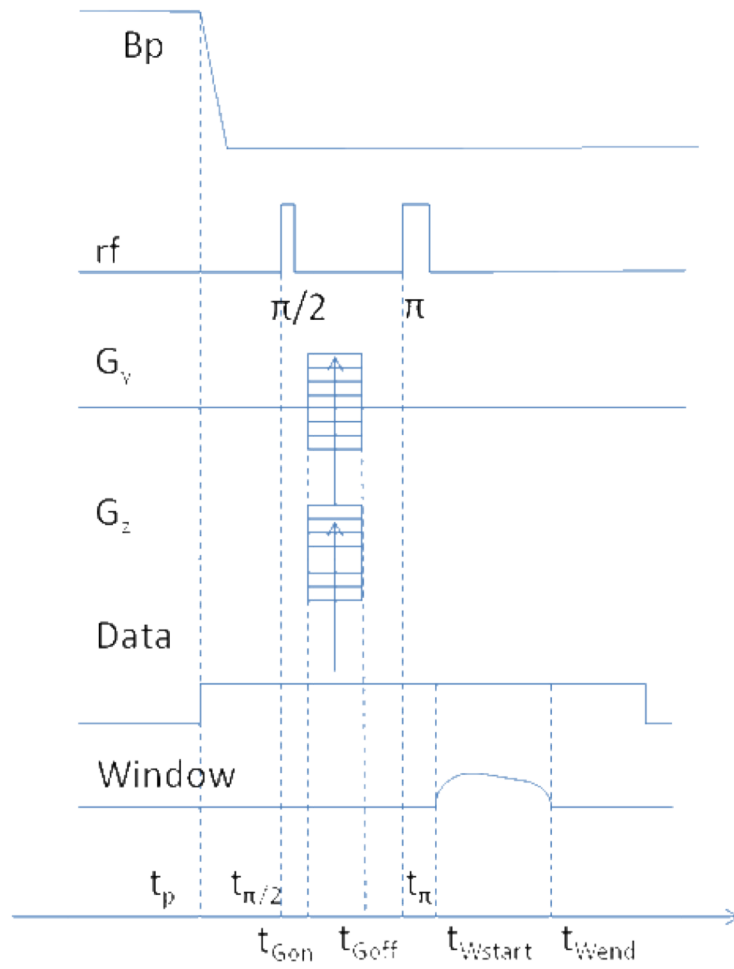 Bp
rf
π/2 π
Gy
Gz
Data
Window
tp tπ/2 tπ
tGon tGoff tWstart tWend